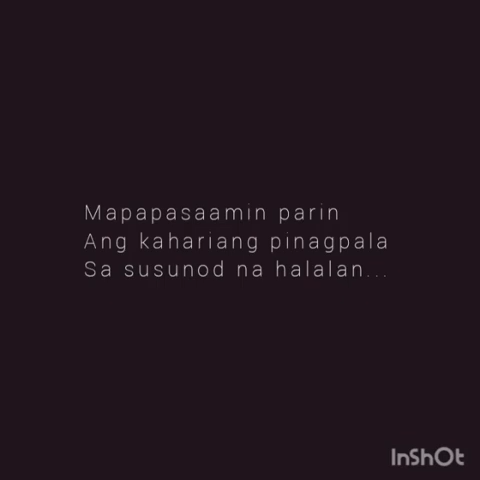 Mapapasaamin parin
Ang kahariang pinagpala
Sa susunod na halalan...
InShOt